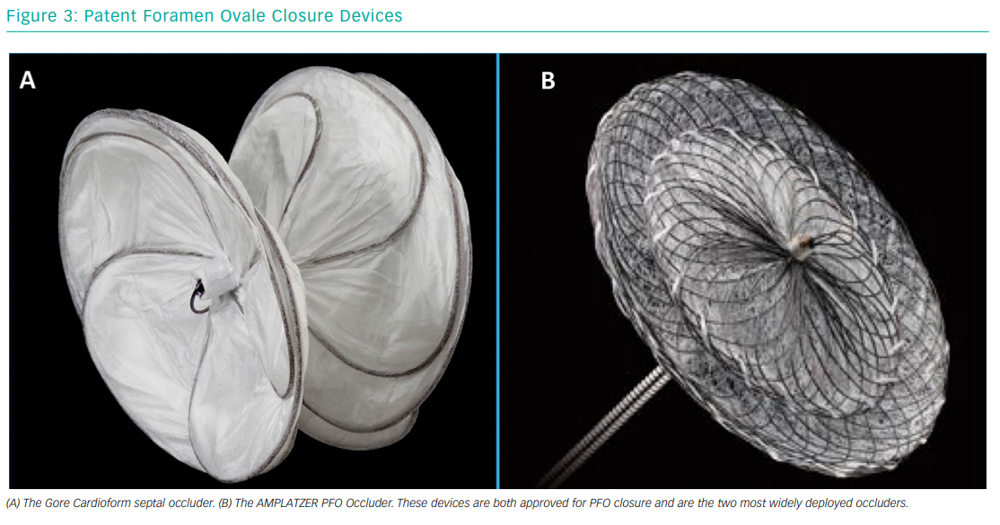 Figure 3: Patent Foramen Ovale Closure Devices
A
B
(A) The Gore Cardioform septal occluder. (B) The AMPLATZER PFO Occluder. These devices are both approved for PFO closure and are the two most widely deployed occluders.